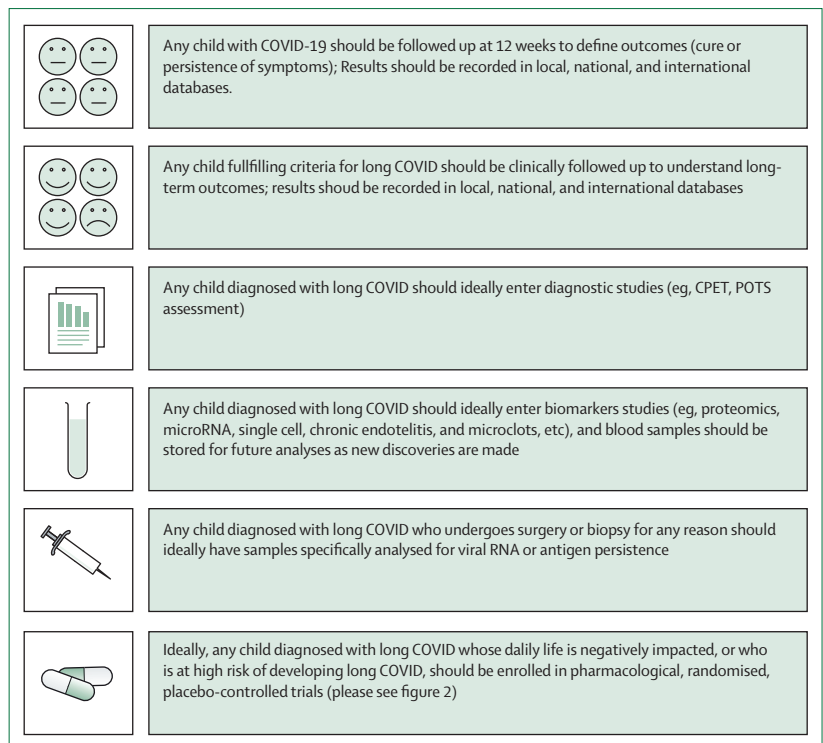 Any child with COVID-19 should be followed up at 12 weeks to define outcomes (cure or
persistence of symptoms); Results should be recorded in local, national, and international
databases.
Any child fullfilling criteria for long COVID should be clinically followed up to understand long-
term outcomes; results shoud be recorded in local, national, and international databases
Any child diagnosed with long COVID should ideally enter diagnostic studies (eg, CPET, POTS
assessment)
Any child diagnosed with long COVID should ideally enter biomarkers studies (eg, proteomics,
microRNA, single cell, chronic endotelitis, and microclots, etc), and blood samples should be
stored for future analyses as new discoveries are made
Any child diagnosed with long COVID who undergoes surgery or biopsy for any reason should
ideally have samples specifically analysed for viral RNA or antigen persistence
Ideally, any child diagnosed with long COVID whose dalily life is negatively impacted, or who
is at high risk of developing long COVID, should be enrolled in pharmacological, randomised,
placebo-controlled trials (please see figure 2)